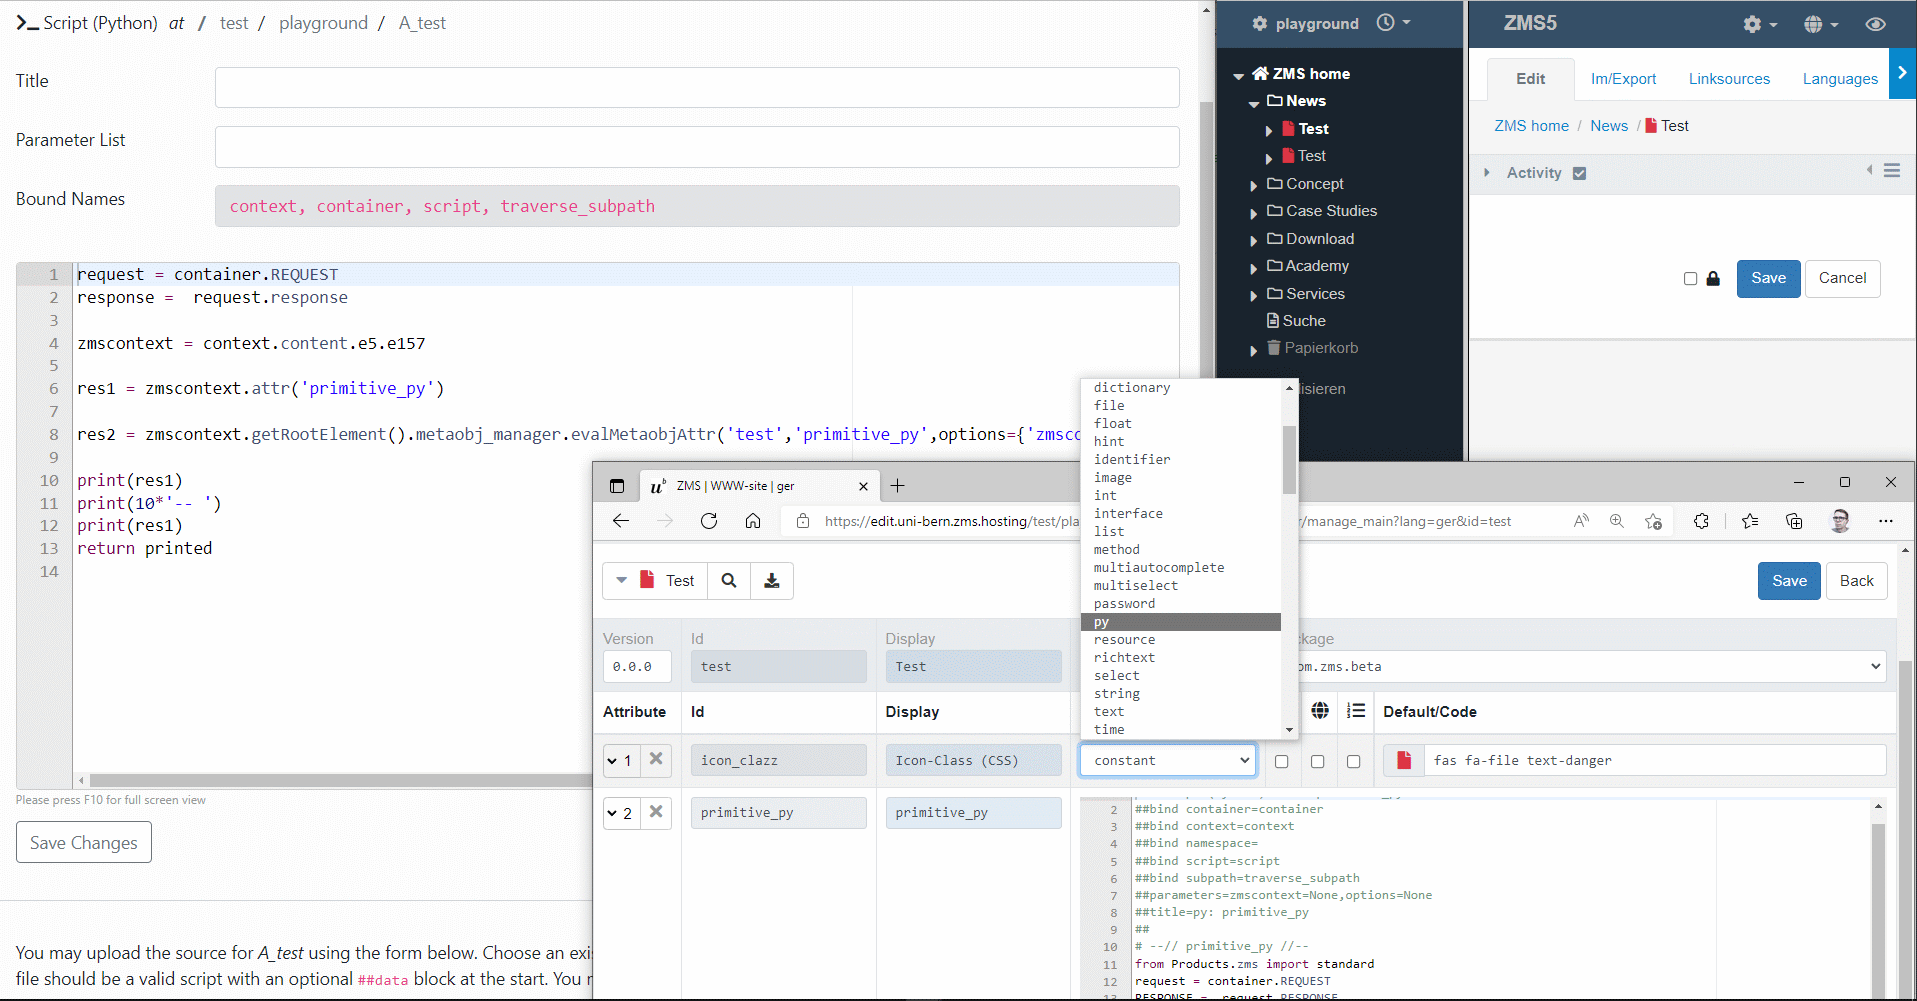 Script (Python) at / test / playground / A_test
Title
Parameter List
Bound Names
context, container, script, traverse_subpath
1 request = container.REQUEST
2 response =  request.response
3
4 zmscontext = context.content.e5.e157
5
6 res1 = zmscontext.attr('primitive_py')
7
8 res2 = zmscontext.getRootElement().metaobj_manager.evalMetaobjAttr('test','primitive_py',options={'zmsc
9
10 print(res1)
11 print(10*'-- ')
12 print(res1)
13 return printed
14
Please press F10 for full screen view
Save Changes
You may upload the source for A_test using the form below. Choose an exi
file should be a valid script with an optional ##data block at the start. You
playground
ZMS home
News
Test
Test
Concept
Case Studies
Download
Academy
Services
Suche
Papierkorb
isieren
ZMS5
Edit
Im/Export
Linksources
Languages
ZMS home / News / Test
Activity
Save
Cancel
dictionary
file
float
hint
identifier
image
int
interface
list
method
multiautocomplete
multiselect
password
py
resource
richtext
select
string
text
time
ub ZMS | WWW-site | ger
https://edit.uni-bern.zms.hosting/test/pla r/manage_main?lang=ger&id=test
Test
Save
Back
Version
Id
Display
kage
0.0.0
test
Test
om.zms.beta
Attribute
Id
Display
Default/Code
1
icon_clazz
Icon-Class (CSS)
constant
fas fa-file text-danger
2
primitive_py
primitive_py
2 ##bind container=container
3 ##bind context=context
4 ##bind namespace=
5 ##bind script=script
6 ##bind subpath=traverse_subpath
7 ##parameters=zmscontext=None,options=None
8 ##title=py: primitive_py
9 ##
10 # --// primitive_py //--
11 from Products.zms import standard
12 request = container.REQUEST
13 RESPONSE =  request.RESPONSE